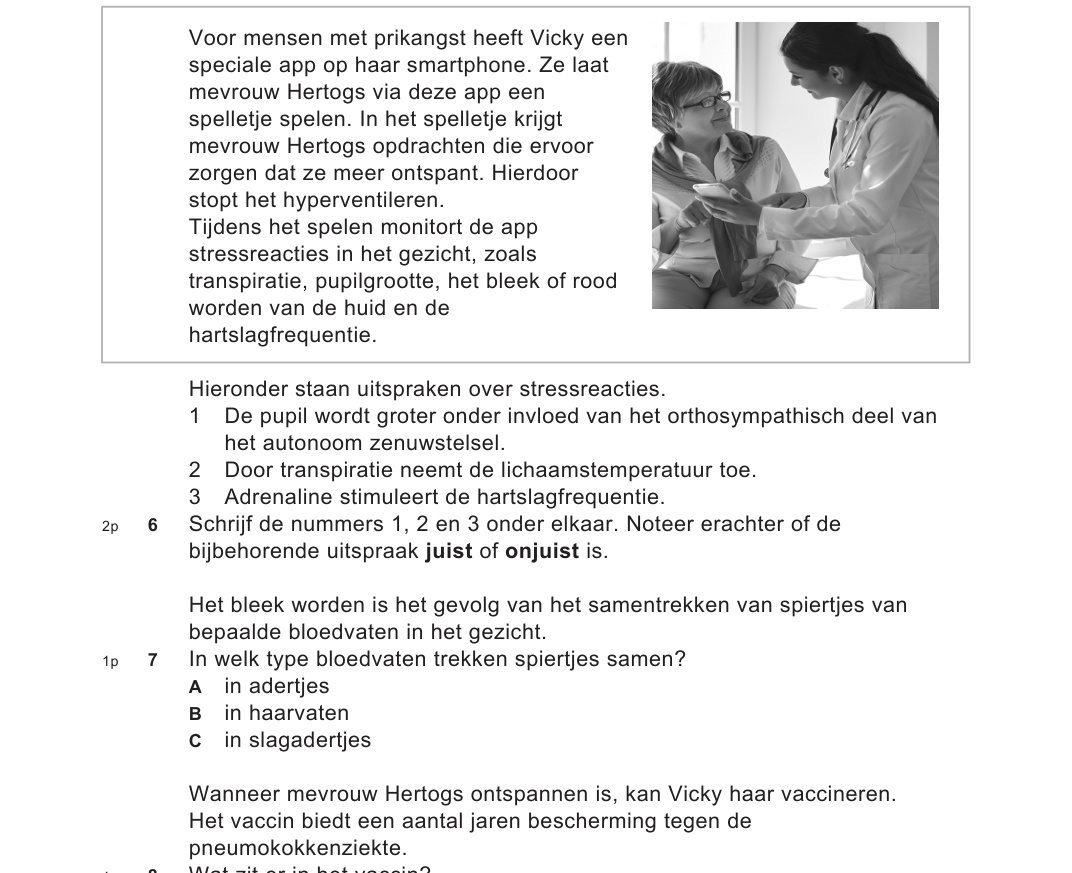 Voor mensen met prikangst heeft Vicky een
speciale app op haar smartphone. Ze laat
mevrouw Hertogs via deze app een
spelletje spelen. In het spelletje krijgt
mevrouw Hertogs opdrachten die ervoor
zorgen dat ze meer ontspant. Hierdoor
stopt het hyperventileren.
Tijdens het spelen monitort de app
stressreacties in het gezicht, zoals
transpiratie, pupilgrootte, het bleek of rood
worden van de huid en de
hartslagfrequentie.
Hieronder staan uitspraken over stressreacties.
1 De pupil wordt groter onder invloed van het orthosympathisch deel van
het autonoom zenuwstelsel.
2 Door transpiratie neemt de lichaamstemperatuur toe.
3 Adrenaline stimuleert de hartslagfrequentie.
2p 6 Schrijf de nummers 1, 2 en 3 onder elkaar. Noteer erachter of de
bijbehorende uitspraak juist of onjuist is.
Het bleek worden is het gevolg van het samentrekken van spiertjes van
bepaalde bloedvaten in het gezicht.
1p 7 In welk type bloedvaten trekken spiertjes samen?
A in adertjes
B in haarvaten
C in slagadertjes
Wanneer mevrouw Hertogs ontspannen is, kan Vicky haar vaccineren.
Het vaccin biedt een aantal jaren bescherming tegen de
pneumokokkenziekte.
8 Wat zit er in het vaccin?